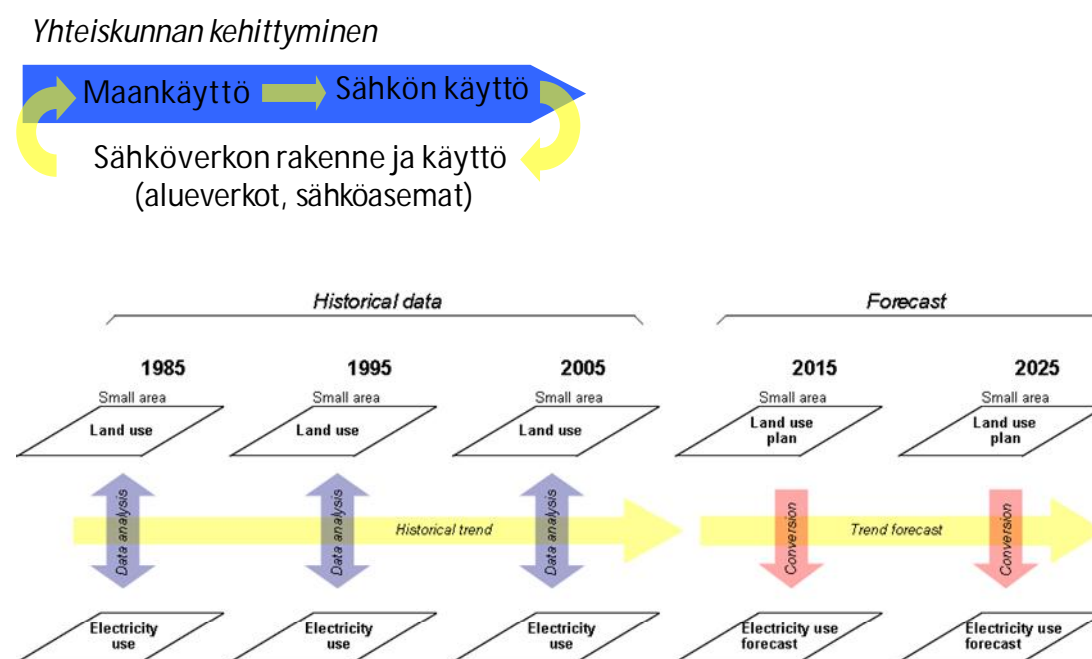 Yhteiskunnan kehittyminen
Maankäyttö Sähkön käyttö
Sähköverkon rakenne ja käyttö
(alueverkot, sähköasemat)
Historical data Forecast
1985 1995 2005 2015 2025
Small area Small area Small area Small area Small area
Land use Land use Land use Land use plan Land use plan
Data analysis Data analysis Data analysis Conversion Conversion
Historical trend Trend forecast
Electricity use Electricity use Electricity use Electricity use forecast Electricity use forecast